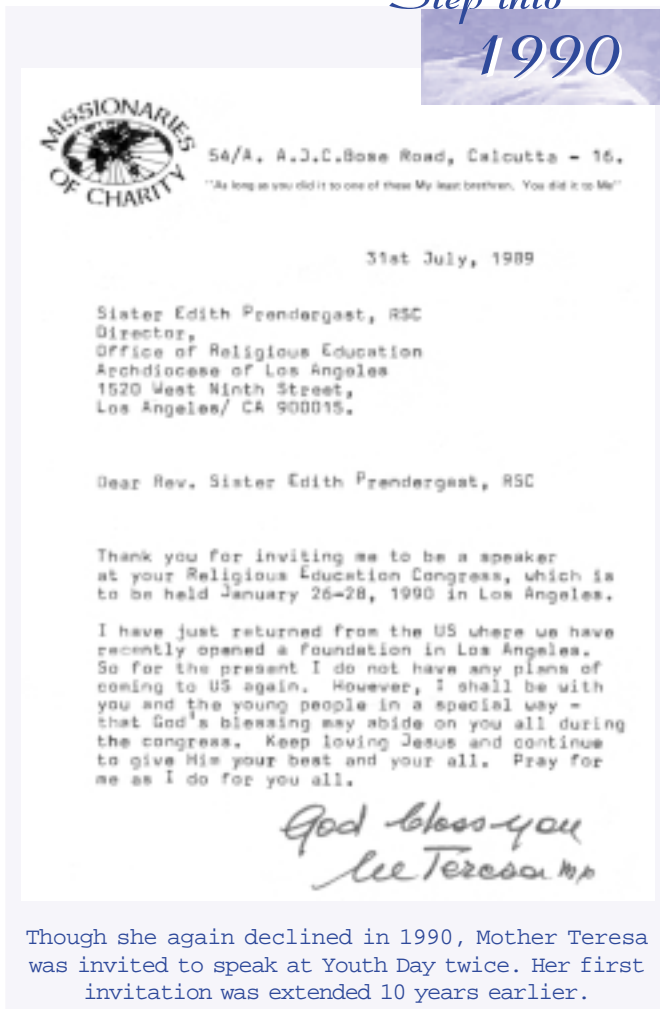 Step into
1990
MISSIONARIES
OF CHARITY
54/A. A.J.C.Bose Road, Calcutta - 16.
"As long as you did it to one of these My least brethren. You did it to Me"
31st July, 1989
Sister Edith Prendergast, RSC
Director,
Office of Religious Education
Archdiocese of Los Angeles
1520 West Ninth Street,
Los Angeles/ CA 900015.
Dear Rev. Sister Edith Prendergast, RSC
Thank you for inviting me to be a speaker
at your Religious Education Congress, which is
to be held January 26-28, 1990 in Los Angeles.
I have just returned from the US where we have
recently opened a foundation in Los Angeles.
So for the present I do not have any plans of
coming to US again. However, I shall be with
you and the young people in a special way -
that God's blessing may abide on you all during
the congress. Keep loving Jesus and continue
to give Him your best and your all. Pray for
me as I do for you all.
God bless you
Teresa
Though she again declined in 1990, Mother Teresa
was invited to speak at Youth Day twice. Her first
invitation was extended 10 years earlier.